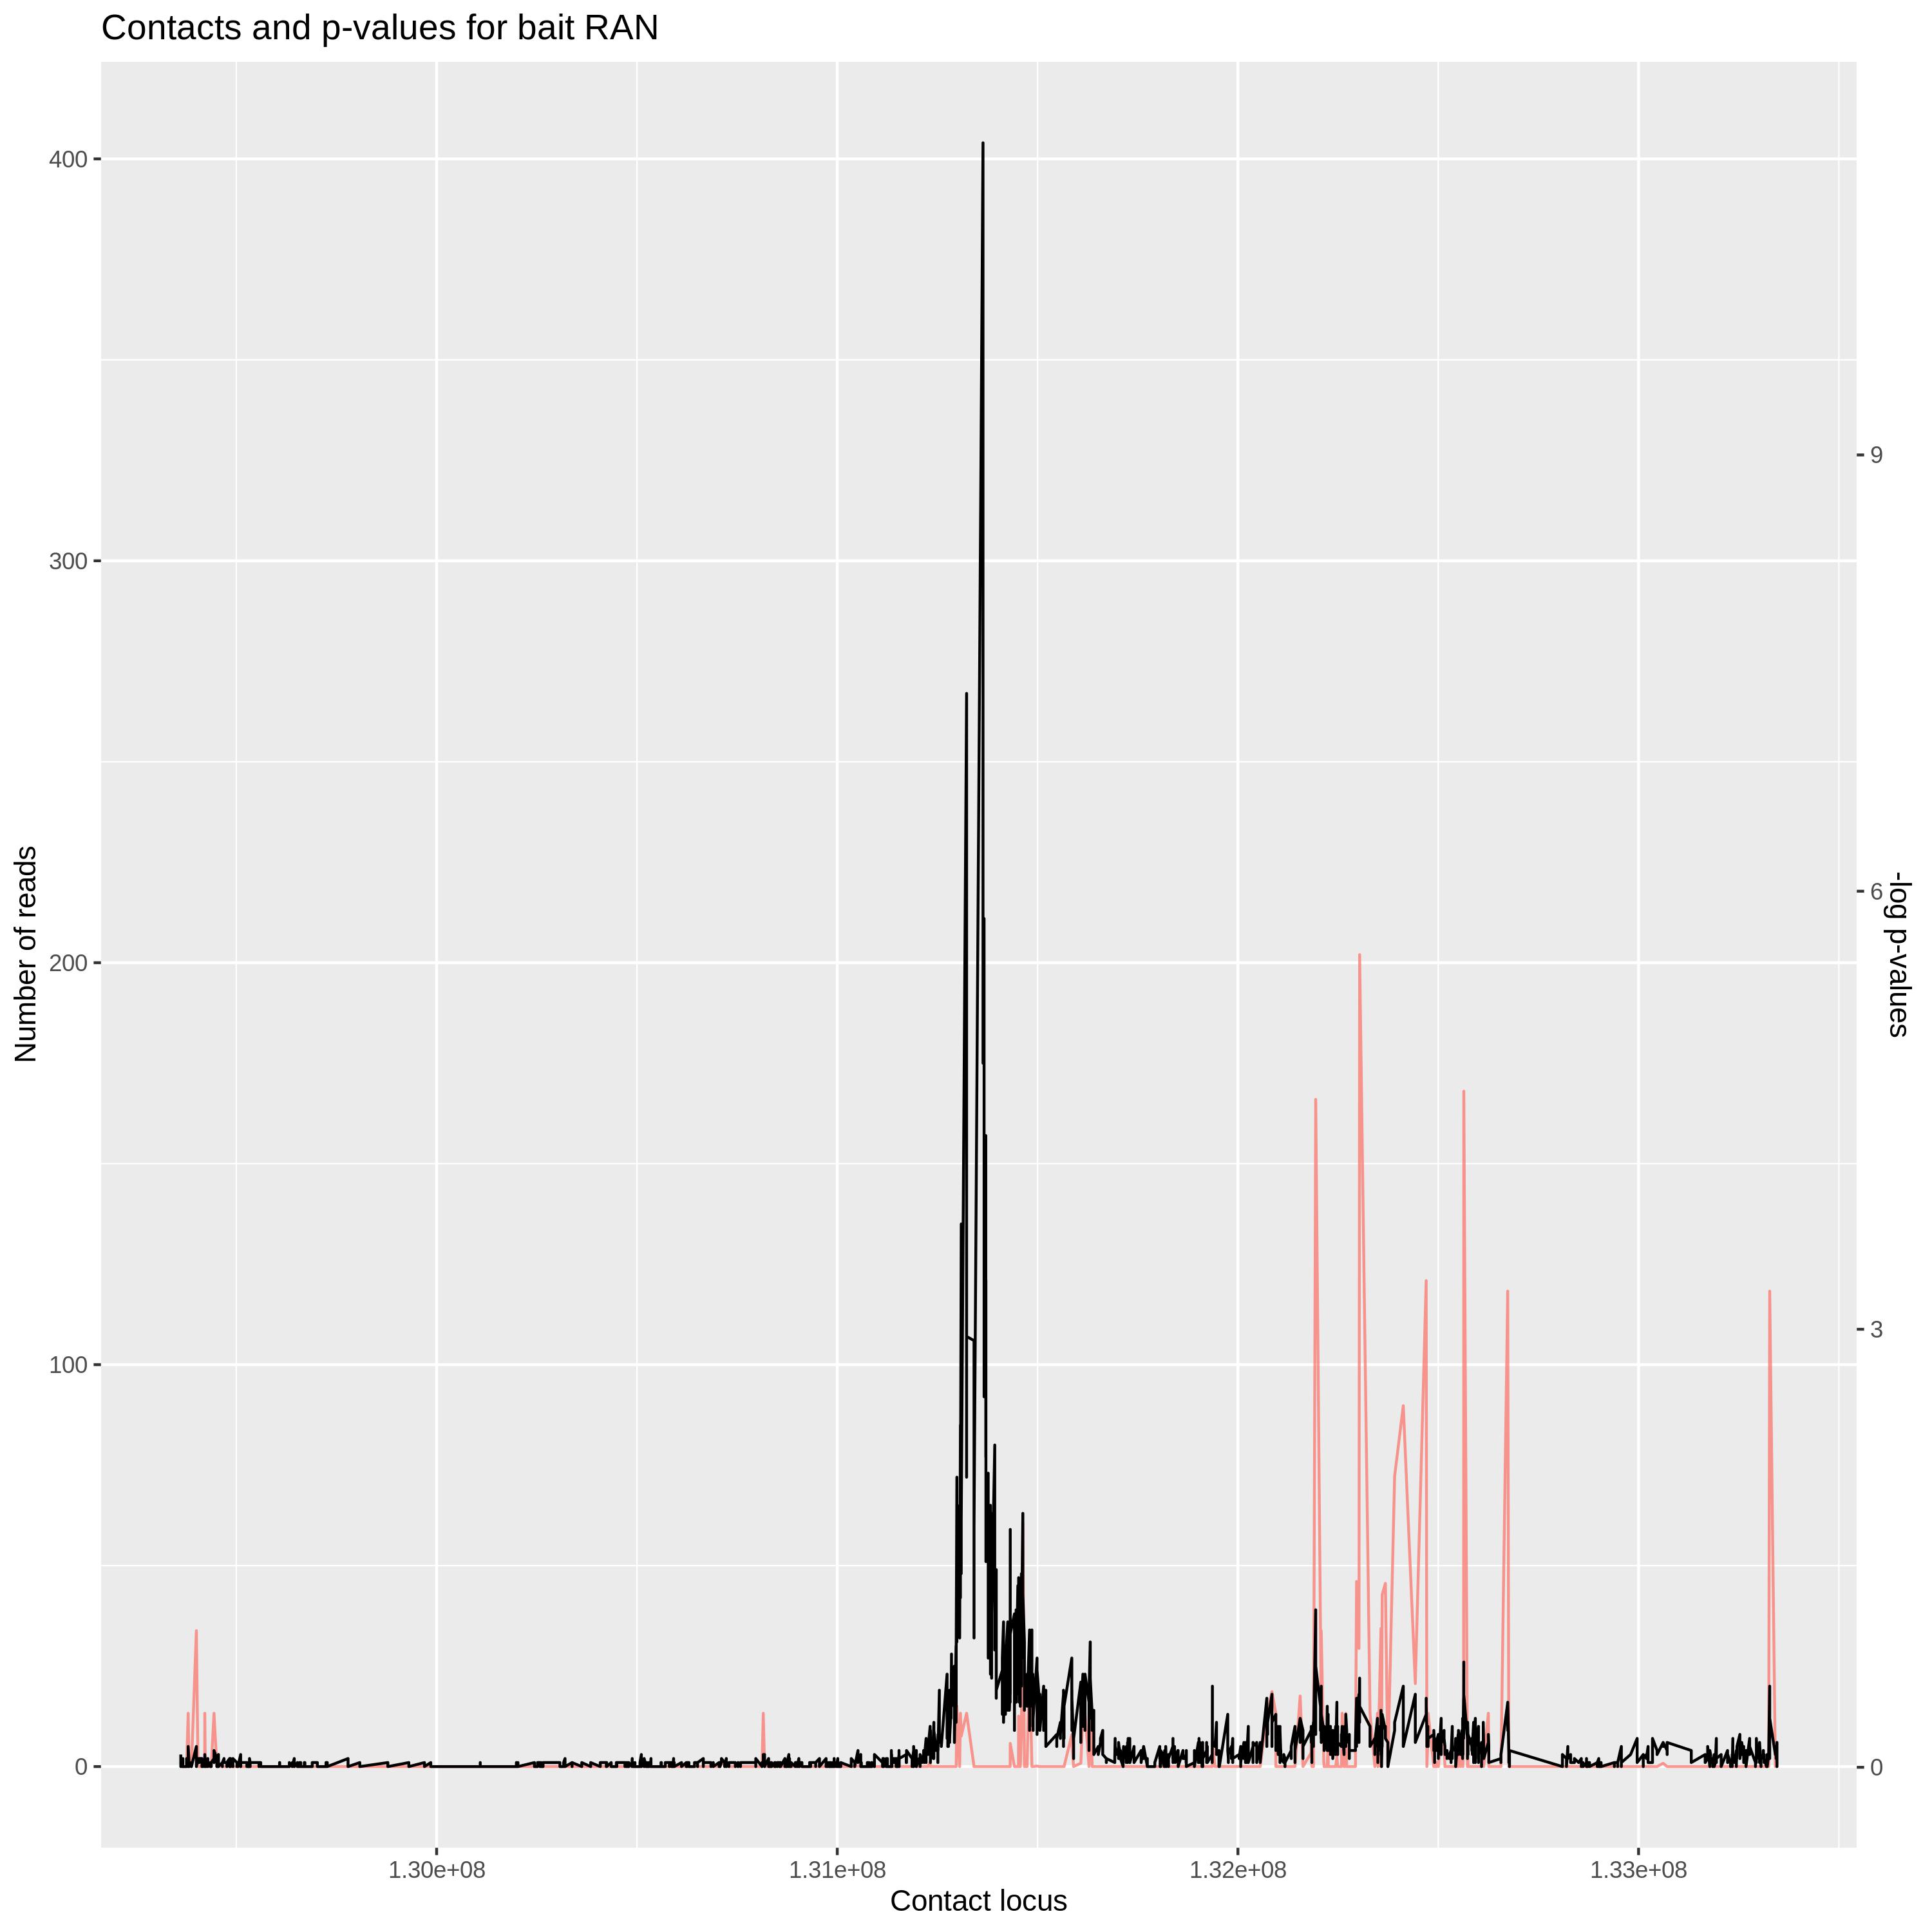 Contacts and p-values for bait RAN
400
300
200
100
0
Number of reads
9
6
3
0
-log p-values
1.30e+08
1.31e+08
1.32e+08
1.33e+08
Contact locus